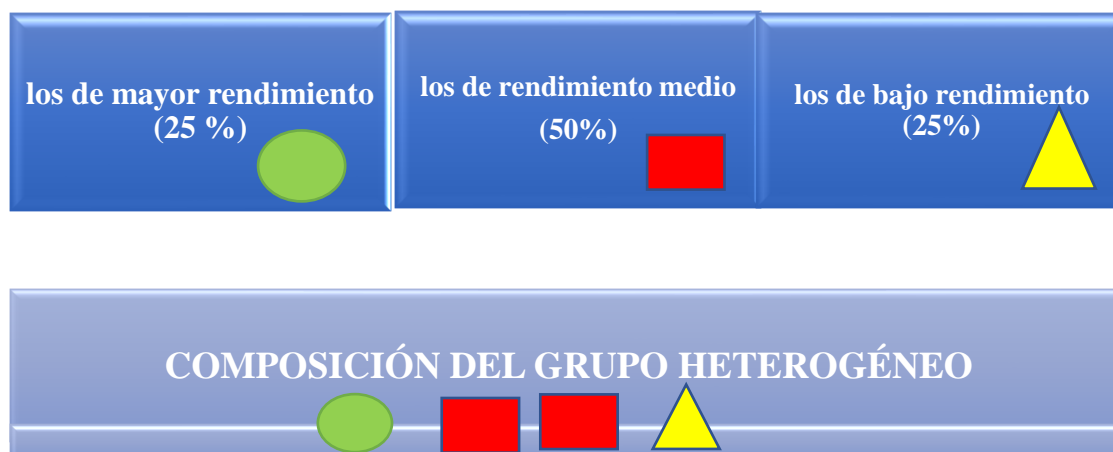 los de mayor rendimiento
(25 %)
los de rendimiento medio
(50%)
los de bajo rendimiento
(25%)
COMPOSICIÓN DEL GRUPO HETEROGÉNEO